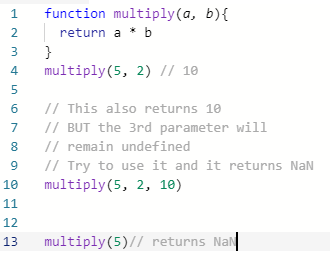 1 function multiply(a, b){
2 return a * b
3 }
4 multiply(5, 2) // 10
5
6 // This also returns 10
7 // BUT the 3rd parameter will
8 // remain undefined
9 // Try to use it and it returns NaN
10 multiply(5, 2, 10)
11
12
13 multiply(5)// returns NaN